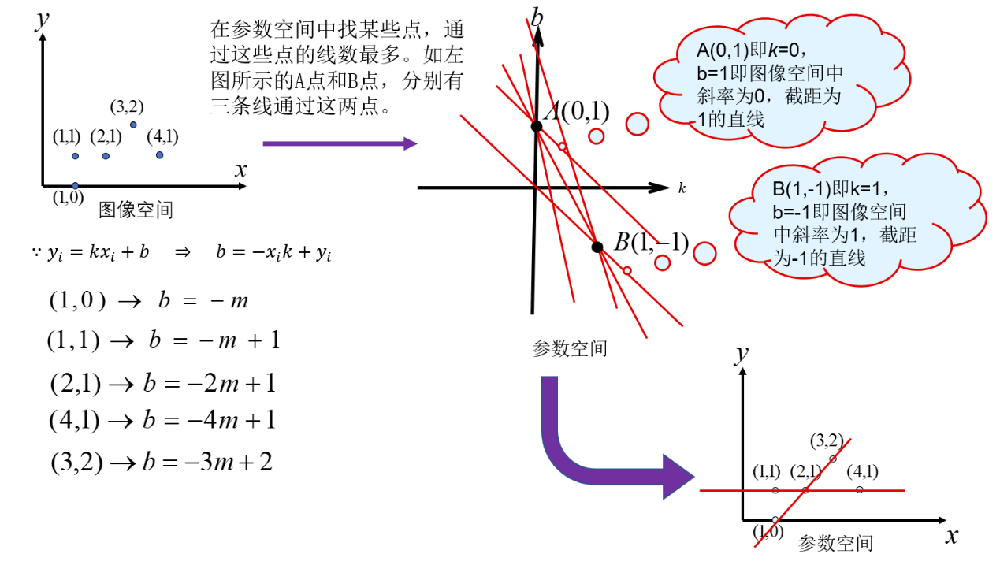 y
(3,2)
(1,1) (2,1) (4,1)
x
(1,0)
图像空间
在参数空间中找某些点，通
过这些点的线数最多。如左
图所示的A点和B点，分别有
三条线通过这两点。
b
A(0,1)
k
B(1,−1)
参数空间
A(0,1)即k=0，
b=1即图像空间中
斜率为0，截距为
1的直线
B(1,-1)即k=1，
b=-1即图像空间
中斜率为1，截距
为-1的直线
∵ yᵢ = kxᵢ + b ⇒ b = −xᵢk + yᵢ
(1,0) → b = −m
(1,1) → b = −m + 1
(2,1) → b = −2m + 1
(4,1) → b = −4m + 1
(3,2) → b = −3m + 2
y
(3,2)
(1,1) (2,1) (4,1)
(1,0)
x
参数空间